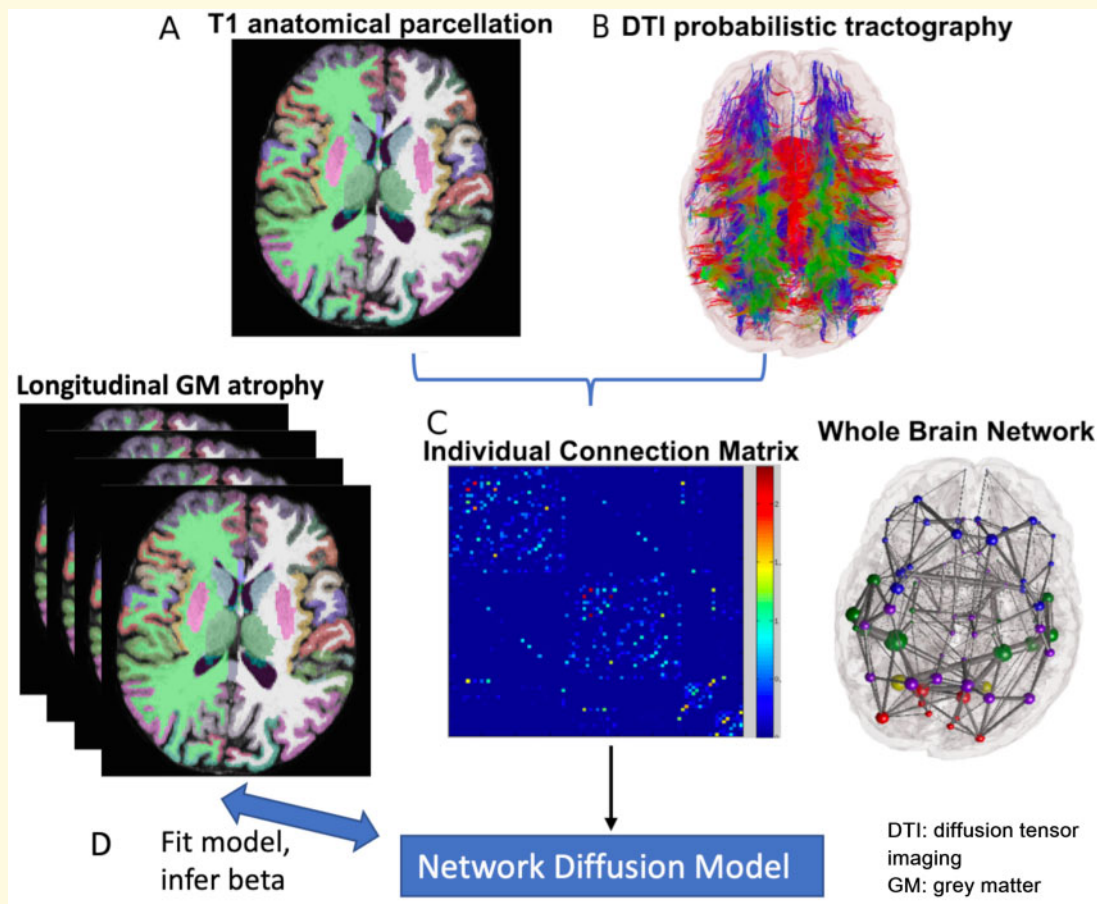 A
T1 anatomical parcellation
B
DTI probabilistic tractography
Longitudinal GM atrophy
C
Individual Connection Matrix
Whole Brain Network
2
1
D
Fit model,
infer beta
Network Diffusion Model
DTI: diffusion tensor
imaging
GM: grey matter